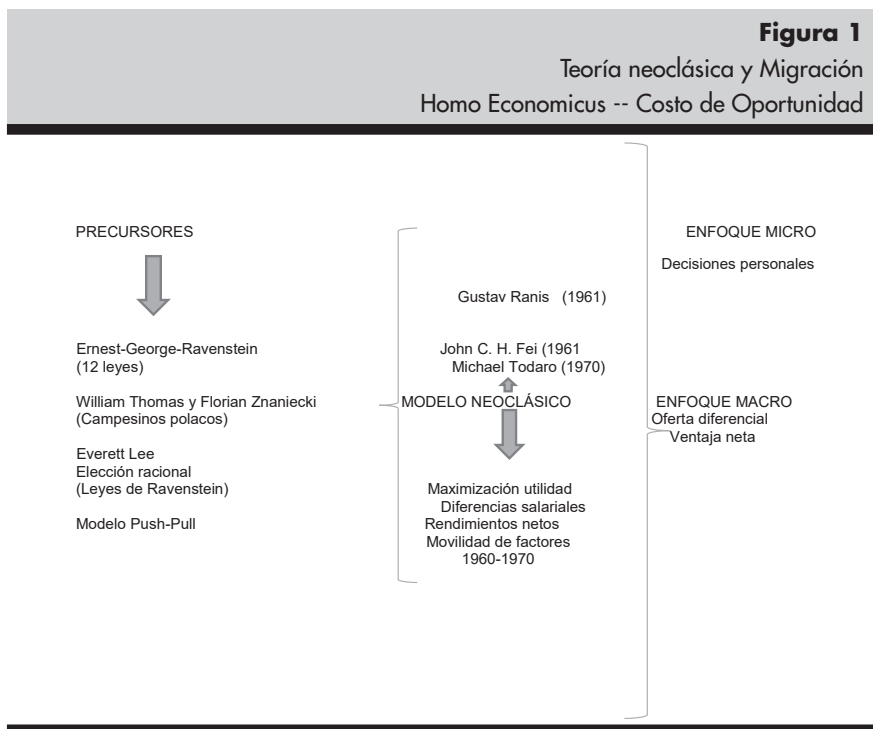 Figura 1
Teoría neoclásica y Migración
Homo Economicus -- Costo de Oportunidad
PRECURSORES
Ernest-George-Ravenstein
(12 leyes)
William Thomas y Florian Znaniecki
(Campesinos polacos)
Everett Lee
Elección racional
(Leyes de Ravenstein)
Modelo Push-Pull
Gustav Ranis (1961)
John C. H. Fei (1961
Michael Todaro (1970)
MODELO NEOCLÁSICO
Maximización utilidad
Diferencias salariales
Rendimientos netos
Movilidad de factores
1960-1970
ENFOQUE MICRO
Decisiones personales
ENFOQUE MACRO
Oferta diferencial
Ventaja neta